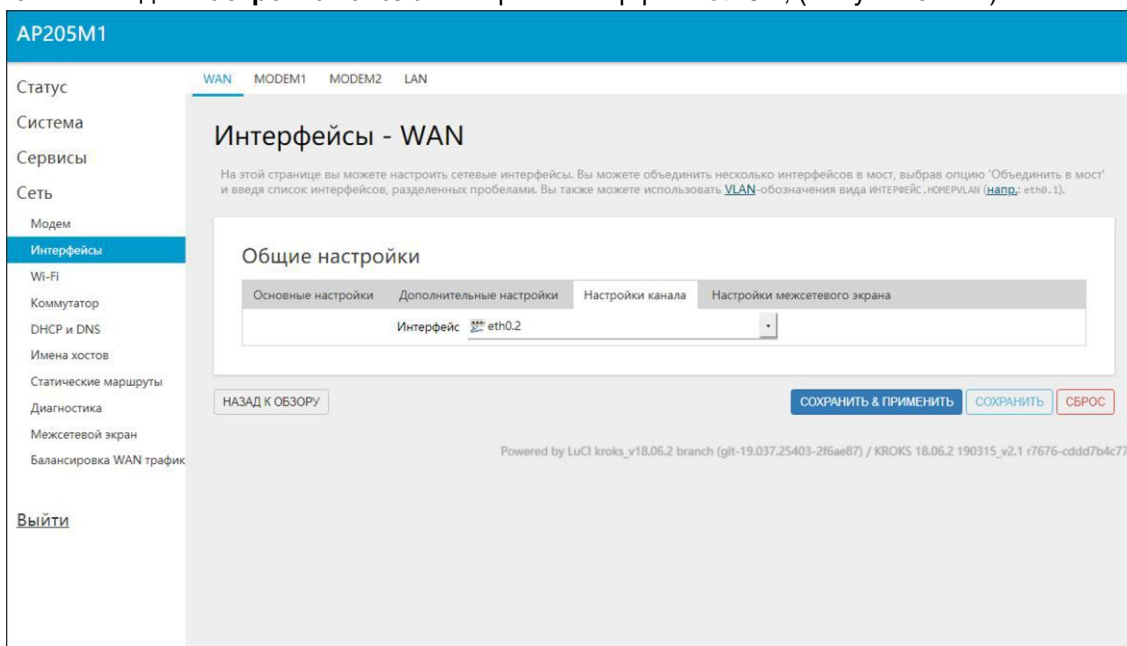 AP205M1
WAN MODEM1 MODEM2 LAN
Статус
Система
Сервисы
Сеть
Модем
Интерфейсы
Wi-Fi
Коммутатор
DHCP и DNS
Имена хостов
Статические маршруты
Диагностика
Межсетевой экран
Балансировка WAN трафик
Выйти
Интерфейсы - WAN
На этой странице вы можете настроить сетевые интерфейсы. Вы можете объединить несколько интерфейсов в мост, выбрав опцию 'Объединить в мост'
и введя список интерфейсов, разделенных пробелами. Вы также можете использовать VLAN-обозначения вида ИНТЕРФЕЙС.НОМЕРVLAN (напр.: eth0.1).
Общие настройки
Основные настройки Дополнительные настройки Настройки канала Настройки межсетевого экрана
Интерфейс eth0.2
НАЗАД К ОБЗОРУ СОХРАНИТЬ & ПРИМЕНИТЬ СОХРАНИТЬ СБРОС
Powered by LuCI kroks_v18.06.2 branch (git-19.037.25403-2f6ae87) / KROKS 18.06.2 190315_v2.1 r7676-cddd7b4c77